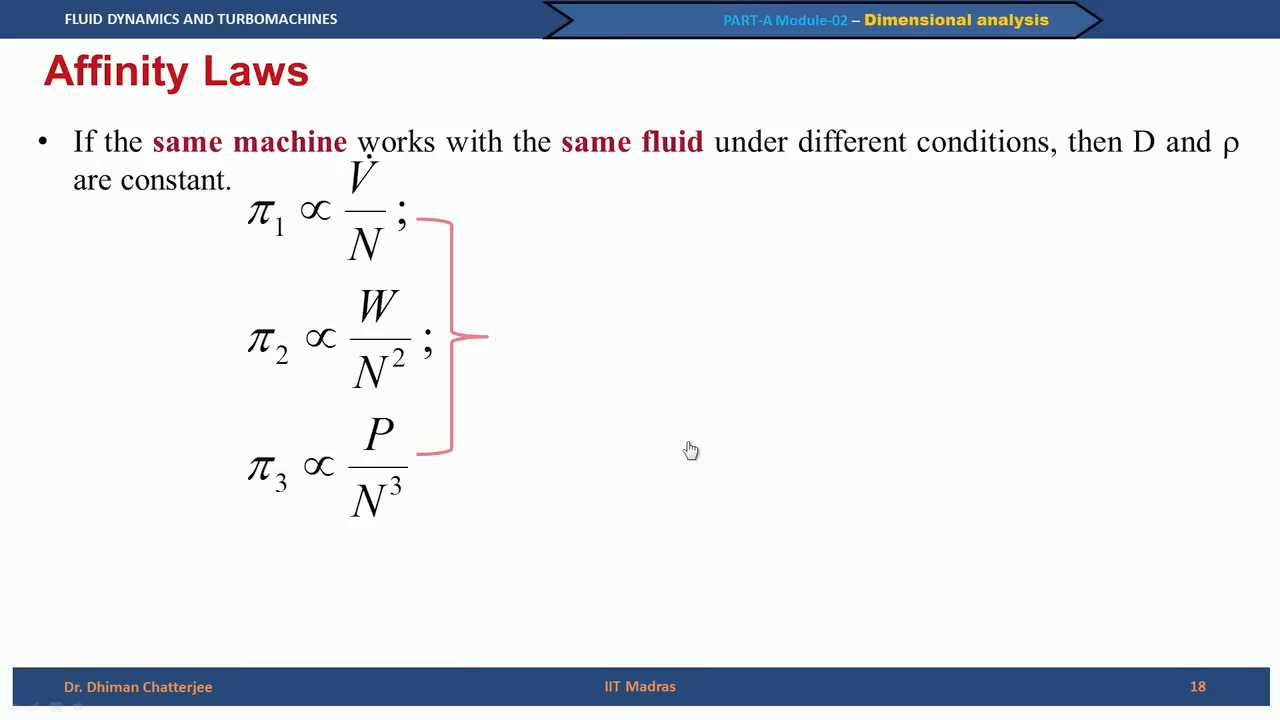 FLUID DYNAMICS AND TURBOMACHINES
PART-A Module-02 – Dimensional analysis
Affinity Laws
• If the same machine works with the same fluid under different conditions, then D and ρ
are constant.
π₁ ∝ V̇/N ;
π₂ ∝ W/N² ;
π₃ ∝ P/N³
Dr. Dhiman Chatterjee IIT Madras 18